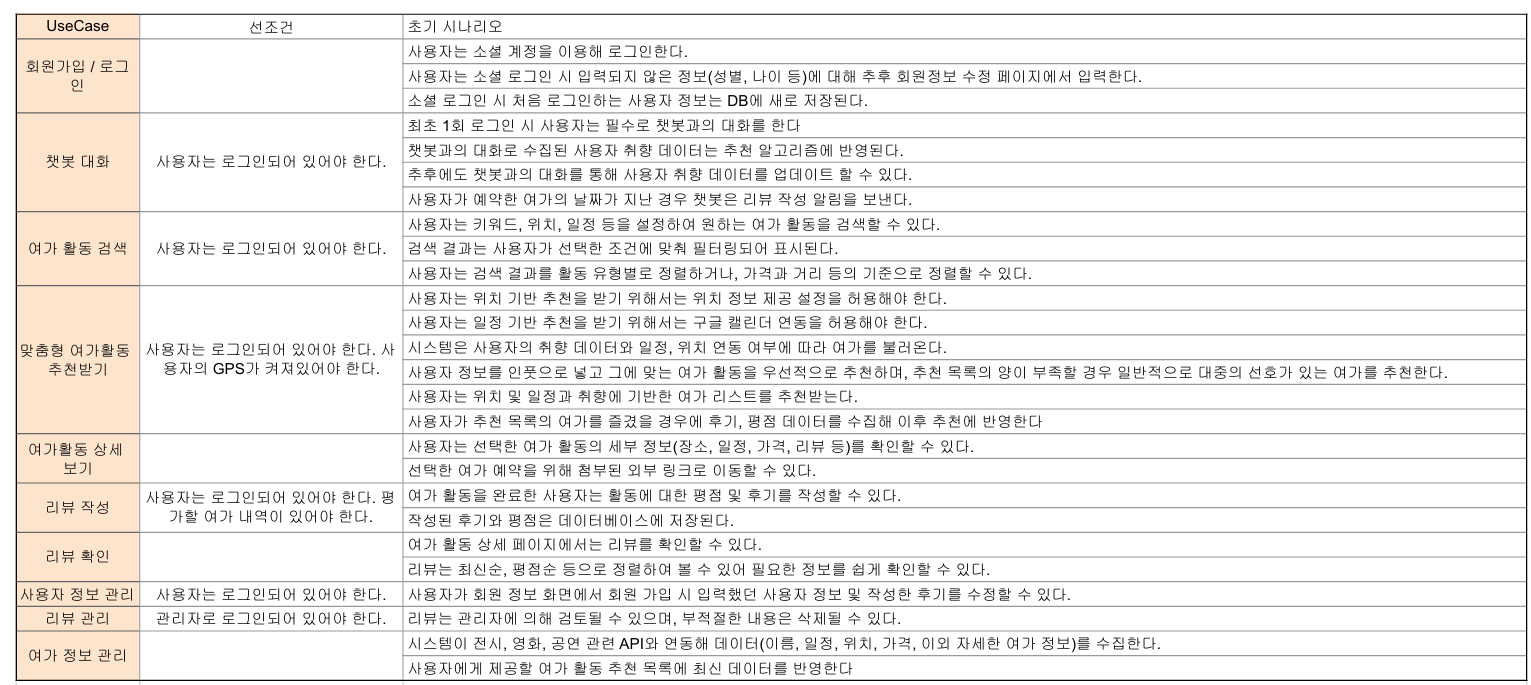 UseCase 선조건 초기 시나리오
회원가입 / 로그
인
사용자는 소셜 계정을 이용해 로그인한다.
사용자는 소셜 로그인 시 입력되지 않은 정보(성별, 나이 등)에 대해 추후 회원정보 수정 페이지에서 입력한다.
소셜 로그인 시 처음 로그인하는 사용자 정보는 DB에 새로 저장된다.
챗봇 대화
사용자는 로그인되어 있어야 한다.
최초 1회 로그인 시 사용자는 필수로 챗봇과의 대화를 한다
챗봇과의 대화로 수집된 사용자 취향 데이터는 추천 알고리즘에 반영된다.
추후에도 챗봇과의 대화를 통해 사용자 취향 데이터를 업데이트 할 수 있다.
사용자가 예약한 여가의 날짜가 지난 경우 챗봇은 리뷰 작성 알림을 보낸다.
여가 활동 검색
사용자는 로그인되어 있어야 한다.
사용자는 키워드, 위치, 일정 등을 설정하여 원하는 여가 활동을 검색할 수 있다.
검색 결과는 사용자가 선택한 조건에 맞춰 필터링되어 표시된다.
사용자는 검색 결과를 활동 유형별로 정렬하거나, 가격과 거리 등의 기준으로 정렬할 수 있다.
맞춤형 여가활동
추천받기
사용자는 로그인되어 있어야 한다. 사
용자의 GPS가 켜져있어야 한다.
사용자는 위치 기반 추천을 받기 위해서는 위치 정보 제공 설정을 허용해야 한다.
사용자는 일정 기반 추천을 받기 위해서는 구글 캘린더 연동을 허용해야 한다.
시스템은 사용자의 취향 데이터와 일정, 위치 연동 여부에 따라 여가를 불러온다.
사용자 정보를 인풋으로 넣고 그에 맞는 여가 활동을 우선적으로 추천하며, 추천 목록의 양이 부족할 경우 일반적으로 대중의 선호가 있는 여가를 추천한다.
사용자는 위치 및 일정과 취향에 기반한 여가 리스트를 추천받는다.
사용자가 추천 목록의 여가를 즐겼을 경우에 후기, 평점 데이터를 수집해 이후 추천에 반영한다
여가활동 상세
보기
사용자는 선택한 여가 활동의 세부 정보(장소, 일정, 가격, 리뷰 등)를 확인할 수 있다.
선택한 여가 예약을 위해 첨부된 외부 링크로 이동할 수 있다.
리뷰 작성
사용자는 로그인되어 있어야 한다. 평
가할 여가 내역이 있어야 한다.
여가 활동을 완료한 사용자는 활동에 대한 평점 및 후기를 작성할 수 있다.
작성된 후기와 평점은 데이터베이스에 저장된다.
리뷰 확인
여가 활동 상세 페이지에서는 리뷰를 확인할 수 있다.
리뷰는 최신순, 평점순 등으로 정렬하여 볼 수 있어 필요한 정보를 쉽게 확인할 수 있다.
사용자 정보 관리 사용자는 로그인되어 있어야 한다. 사용자가 회원 정보 화면에서 회원 가입 시 입력했던 사용자 정보 및 작성한 후기를 수정할 수 있다.
리뷰 관리 관리자로 로그인되어 있어야 한다. 리뷰는 관리자에 의해 검토될 수 있으며, 부적절한 내용은 삭제될 수 있다.
여가 정보 관리
시스템이 전시, 영화, 공연 관련 API와 연동해 데이터(이름, 일정, 위치, 가격, 이외 자세한 여가 정보)를 수집한다.
사용자에게 제공할 여가 활동 추천 목록에 최신 데이터를 반영한다